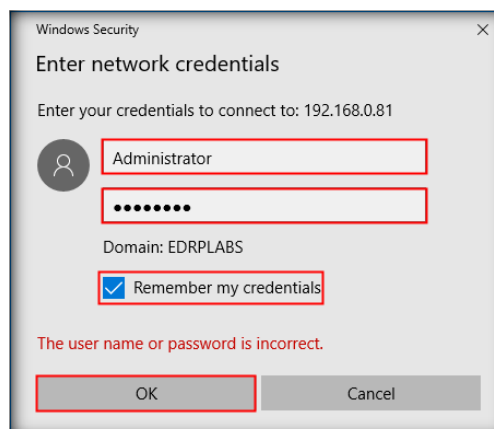 Windows Security
Enter network credentials
Enter your credentials to connect to: 192.168.0.81
Administrator
••••••••
Domain: EDRPLABS
Remember my credentials
The user name or password is incorrect.
OK
Cancel